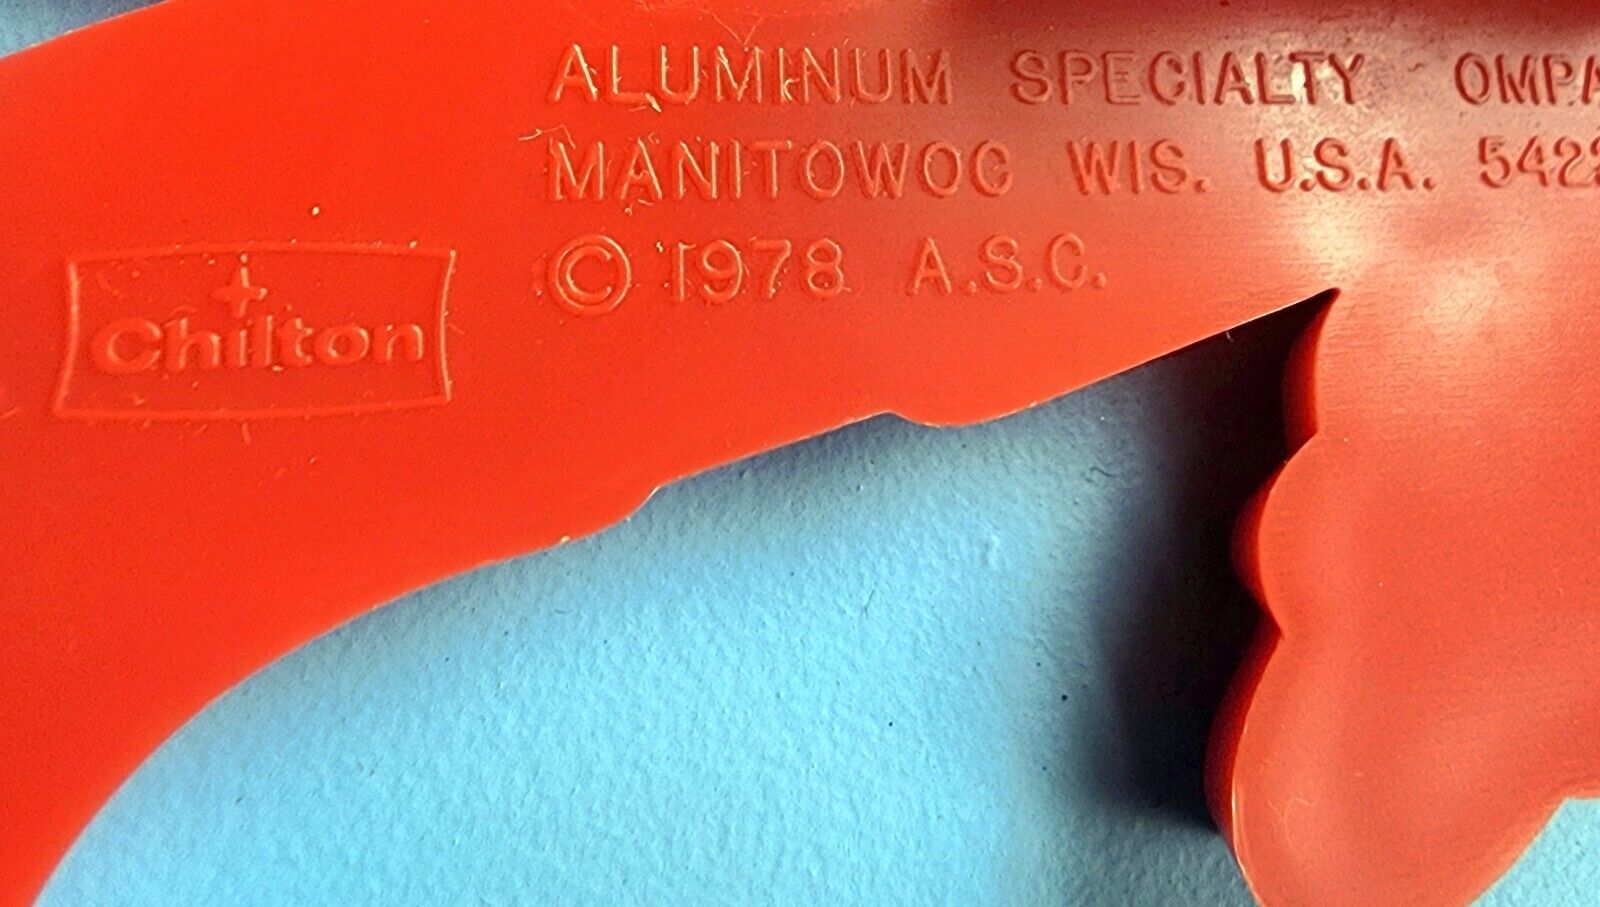 ALUMINUM SPECIALTY OMPA
MANITOWOC WIS. U.S.A. 542
© 1978 A.S.C.
Chilton